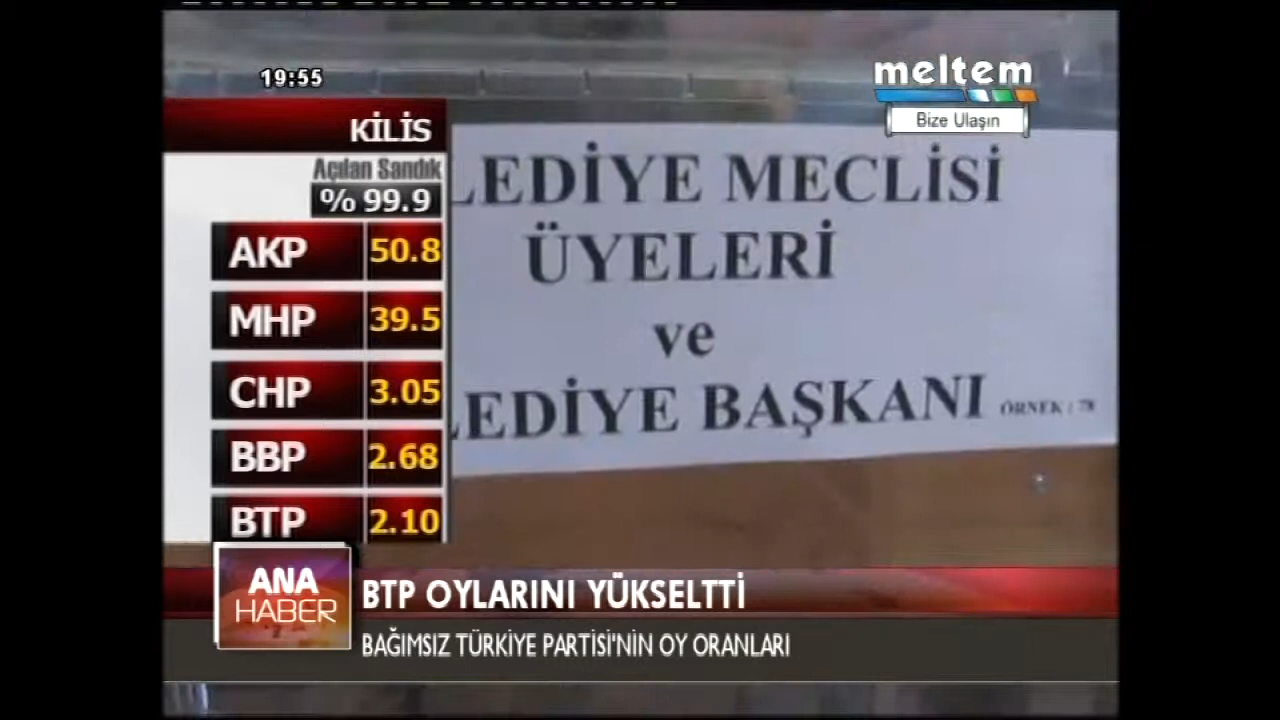 19:55
meltem
Bize Ulaşın
KİLİS
Açılan Sandık
% 99.9
AKP 50.8
MHP 39.5
CHP 3.05
BBP 2.68
BTP 2.10
LEDİYE MECLİSİ
ÜYELERİ
ve
LEDİYE BAŞKANI ÖRNEK : 78
ANA
HABER
BTP OYLARINI YÜKSELTTİ
BAĞIMSIZ TÜRKİYE PARTİSİ'NİN OY ORANLARI